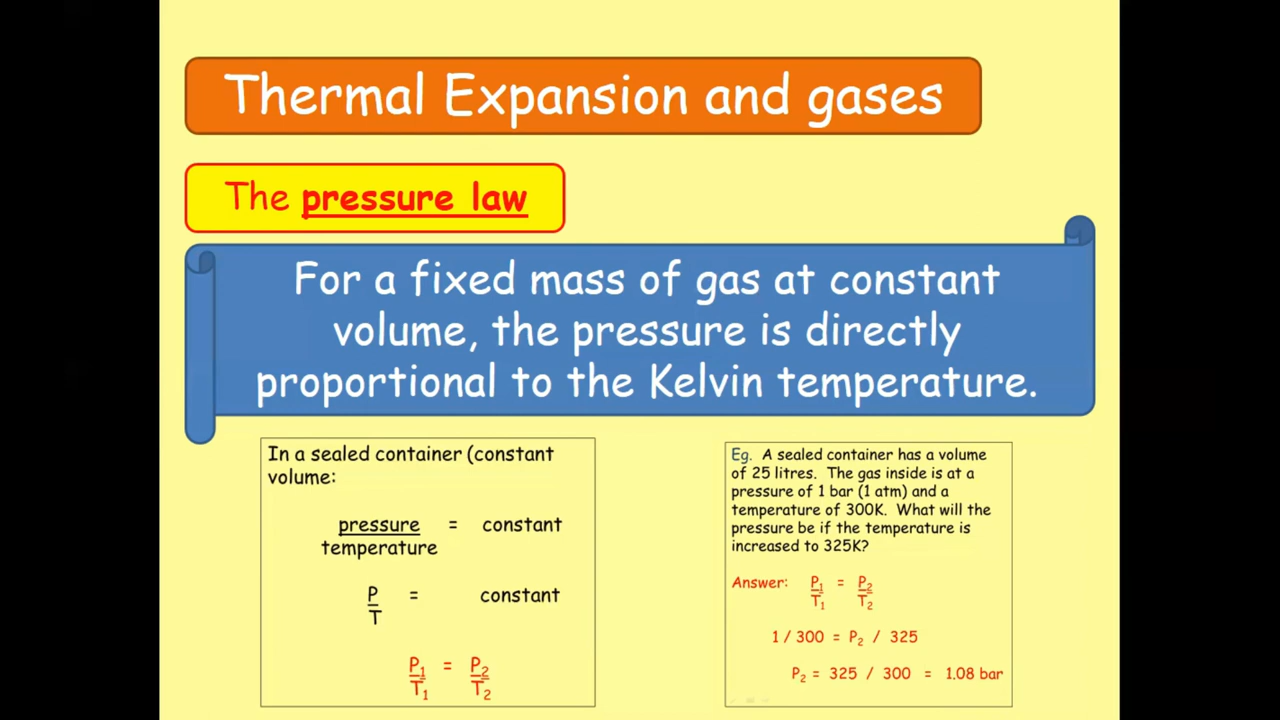 Thermal Expansion and gases
The pressure law
For a fixed mass of gas at constant
volume, the pressure is directly
proportional to the Kelvin temperature.
In a sealed container (constant
volume:
pressure = constant
temperature
P = constant
T
P₁ = P₂
T₁ T₂
Eg. A sealed container has a volume
of 25 litres. The gas inside is at a
pressure of 1 bar (1 atm) and a
temperature of 300K. What will the
pressure be if the temperature is
increased to 325K?
Answer: P₁ = P₂
T₁ T₂
1 / 300 = P₂ / 325
P₂ = 325 / 300 = 1.08 bar